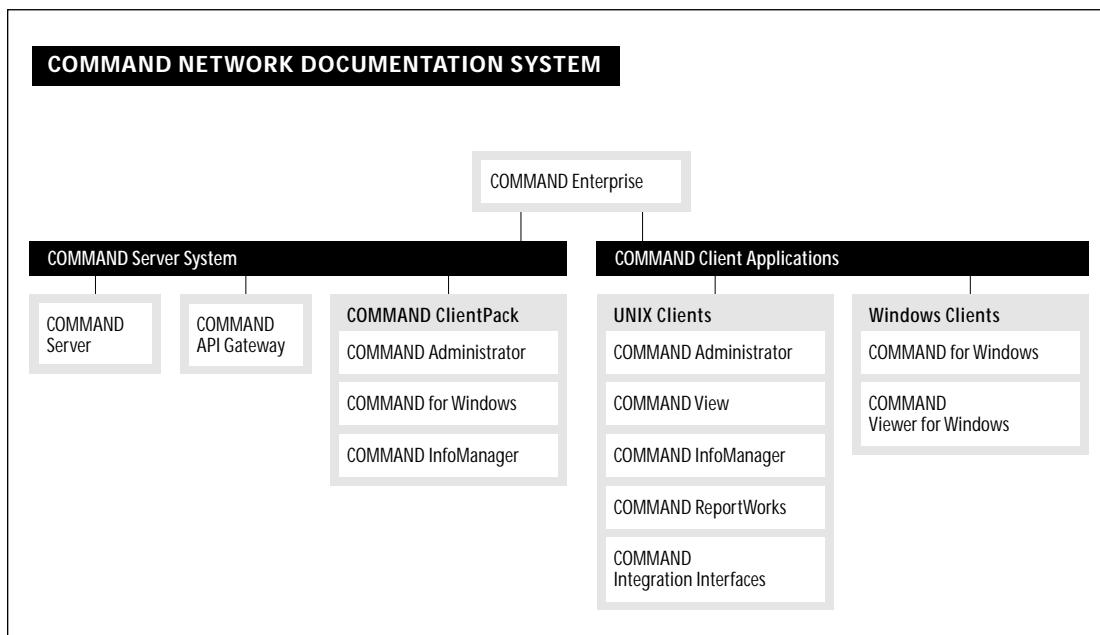 COMMAND NETWORK DOCUMENTATION SYSTEM
COMMAND Enterprise
COMMAND Server System
COMMAND Server
COMMAND API Gateway
COMMAND ClientPack
COMMAND Administrator
COMMAND for Windows
COMMAND InfoManager
COMMAND Client Applications
UNIX Clients
COMMAND Administrator
COMMAND View
COMMAND InfoManager
COMMAND ReportWorks
COMMAND
Integration Interfaces
Windows Clients
COMMAND for Windows
COMMAND
Viewer for Windows